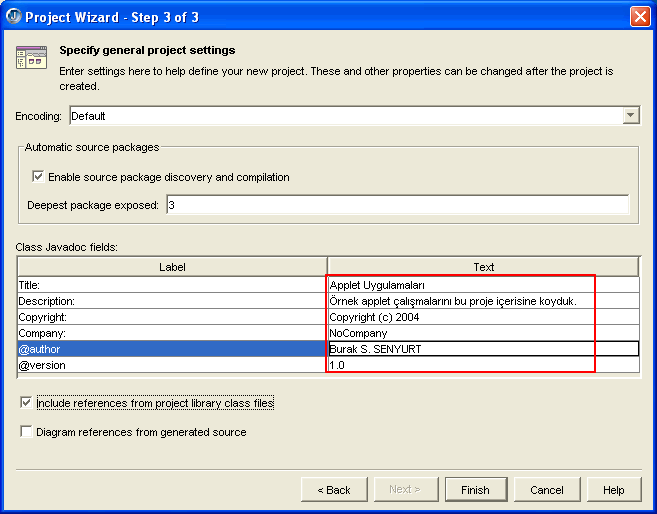 Project Wizard - Step 3 of 3
Specify general project settings
Enter settings here to help define your new project. These and other properties can be changed after the project is
created.
Encoding: Default
Automatic source packages
Enable source package discovery and compilation
Deepest package exposed: 3
Class Javadoc fields:
Label Text
Title: Applet Uygulamaları
Description: Örnek applet çalışmalarını bu proje içerisine koyduk.
Copyright: Copyright (c) 2004
Company: NoCompany
@author Burak S. SENYURT
@version 1.0
Include references from project library class files
Diagram references from generated source
< Back Next > Finish Cancel Help